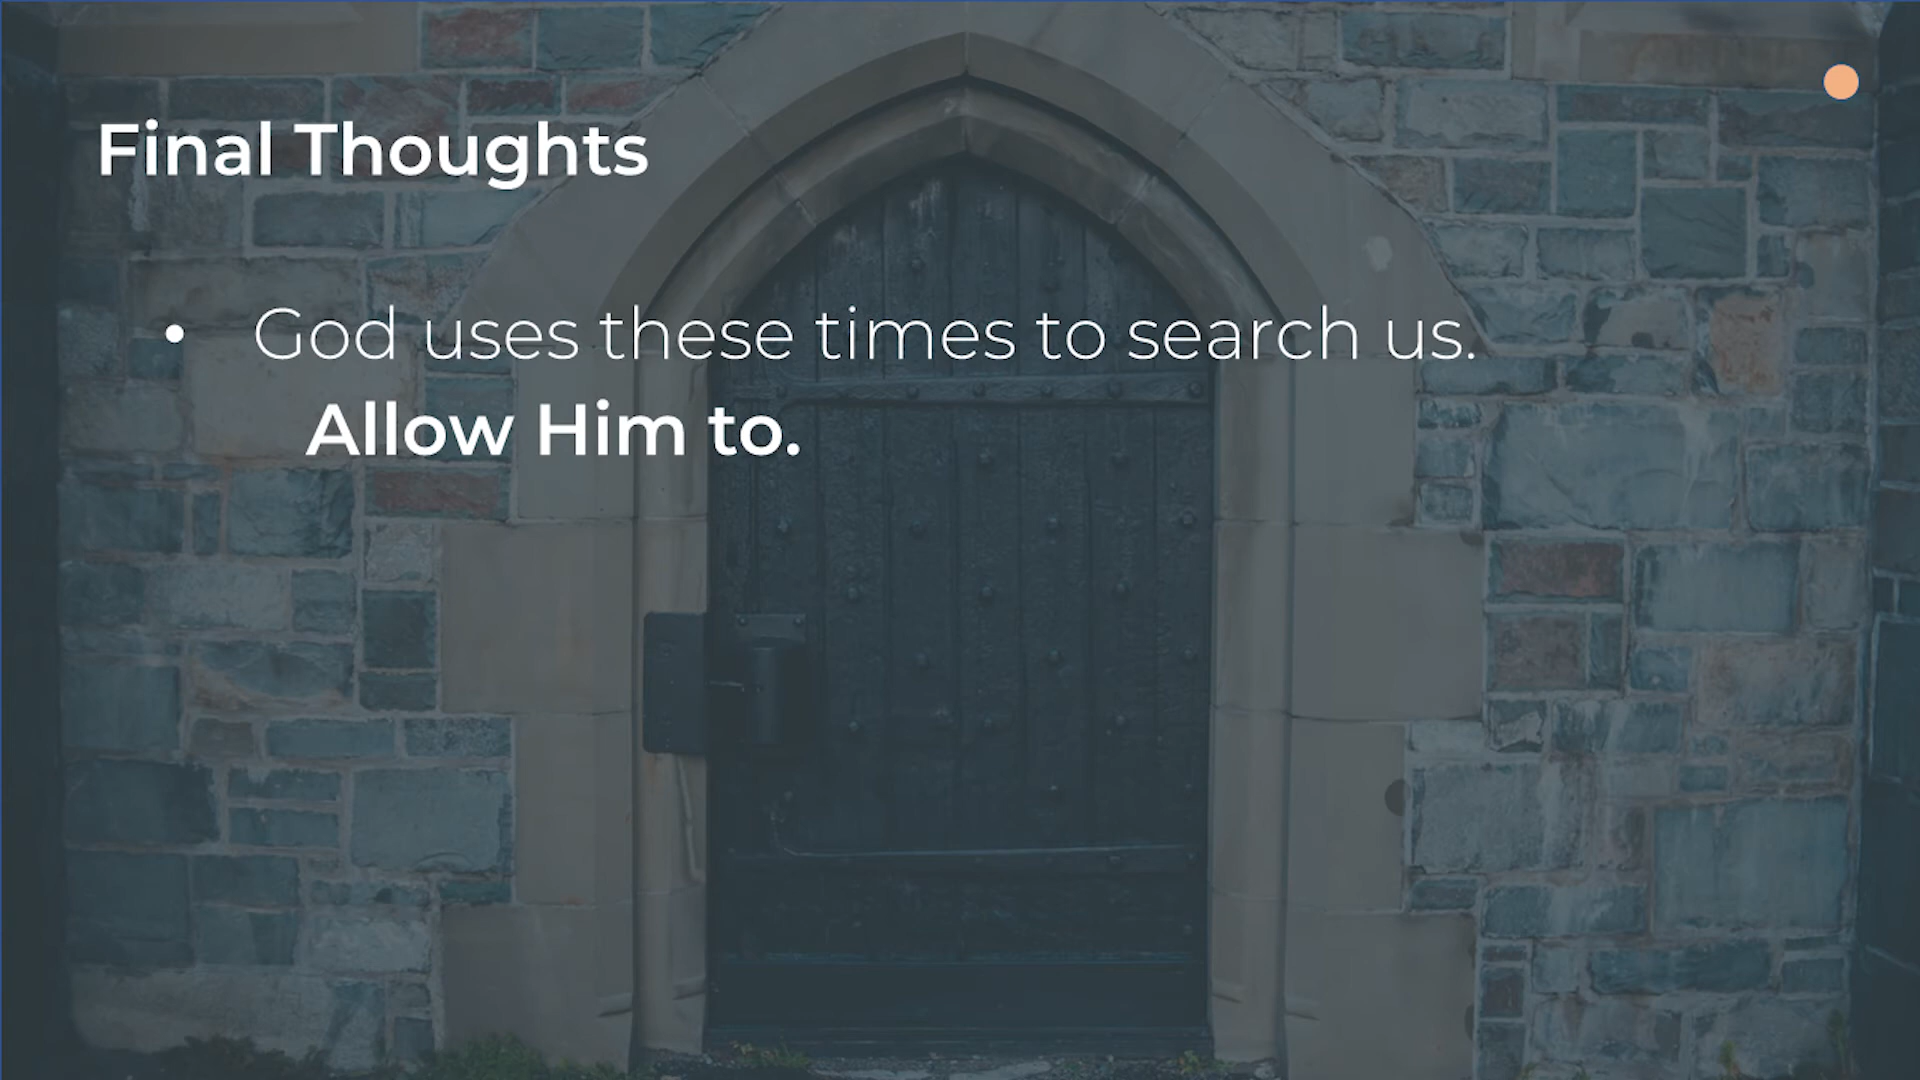 Final Thoughts
• God uses these times to search us.
Allow Him to.